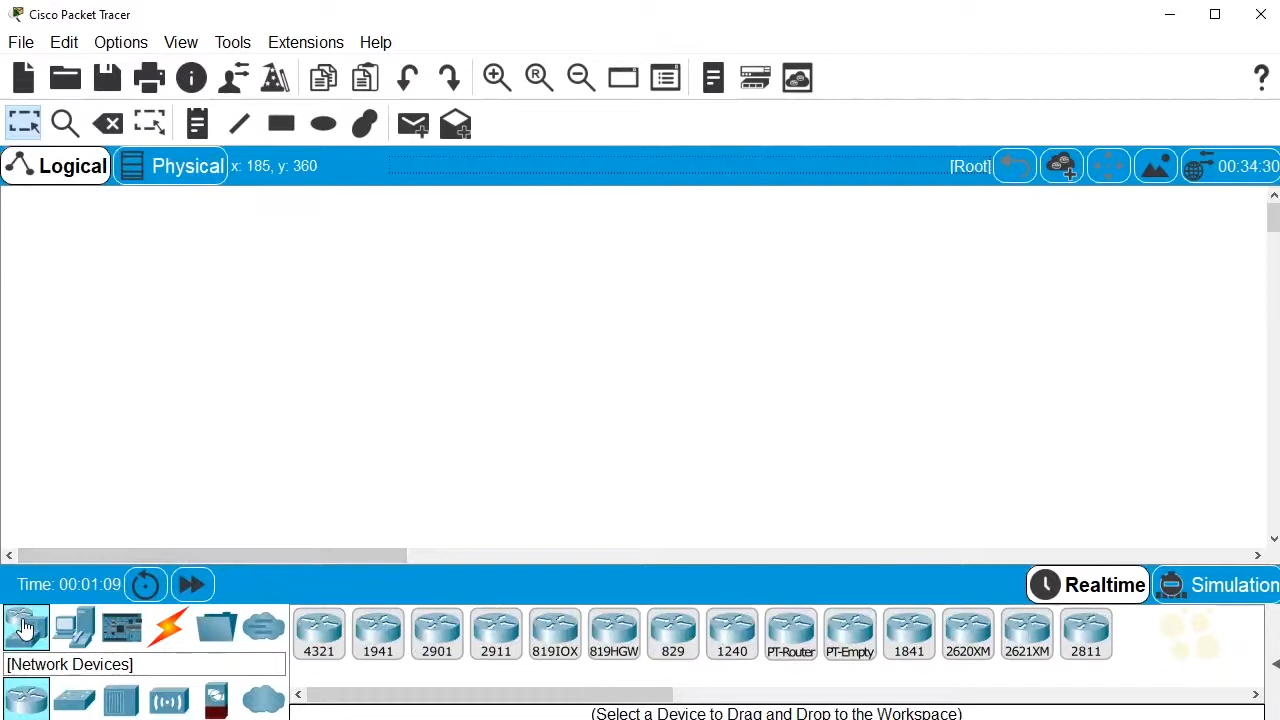 Cisco Packet Tracer
File Edit Options View Tools Extensions Help
Logical Physical x: 185, y: 360 [Root] 00:34:30
Time: 00:01:09 Realtime Simulation
4321 1941 2901 2911 819IOX 819HGW 829 1240 PT-Router PT-Empty 1841 2620XM 2621XM 2811
[Network Devices]
(Select a Device to Drag and Drop to the Workspace)